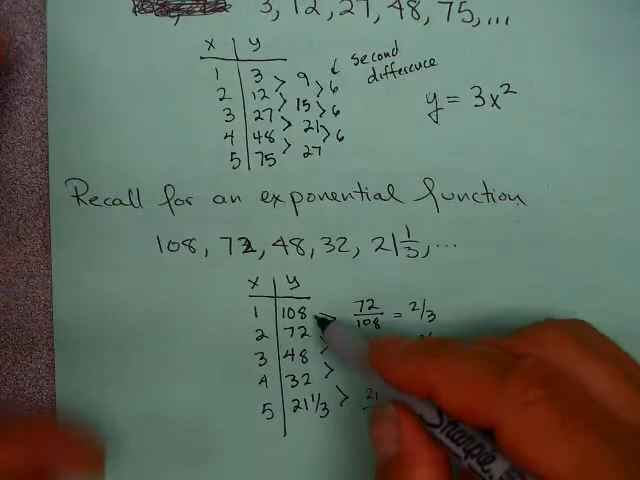 3, 12, 27, 48, 75, ...
x | y
second
difference
1 | 3 > 9 > 6
2 | 12 > 15 > 6
3 | 27 > 21 > 6
4 | 48 > 27
5 | 75
y = 3x²
Recall for an exponential function
108, 72, 48, 32, 21 1/3, ...
x | y
1 | 108 > 72/108 = 2/3
2 | 72 >
3 | 48 >
4 | 32 >
5 | 21 1/3
21
Sharpie